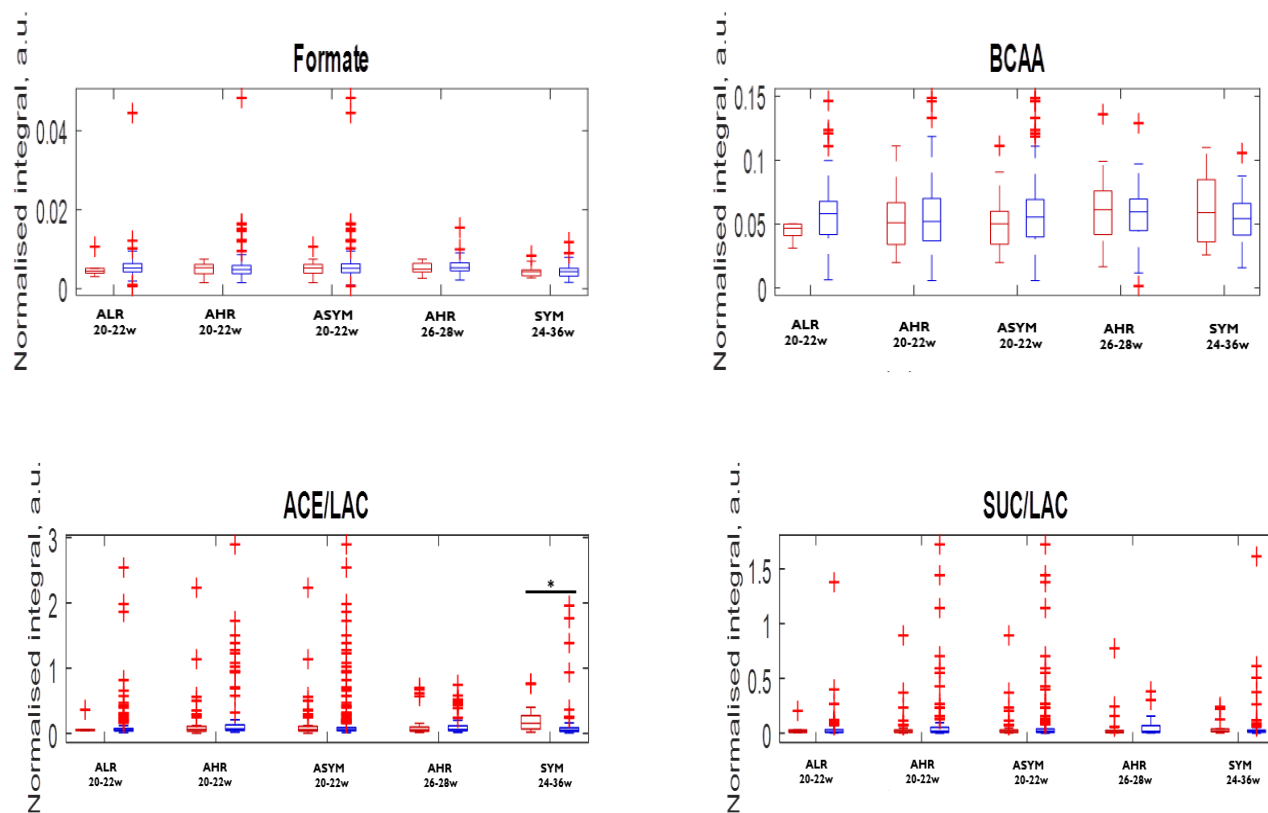 Formate
Normalised integral, a.u.
0.04
0.02
0
ALR AHR ASYM AHR SYM
20-22w 20-22w 20-22w 26-28w 24-36w
BCAA
Normalised integral, a.u.
0.15
0.1
0.05
0
ALR AHR ASYM AHR SYM
20-22w 20-22w 20-22w 26-28w 24-36w
ACE/LAC
Normalised integral, a.u.
3
2
1
0
*
ALR AHR ASYM AHR SYM
20-22w 20-22w 20-22w 26-28w 24-36w
SUC/LAC
Normalised integral, a.u.
1.5
1
0.5
0
ALR AHR ASYM AHR SYM
20-22w 20-22w 20-22w 26-28w 24-36w